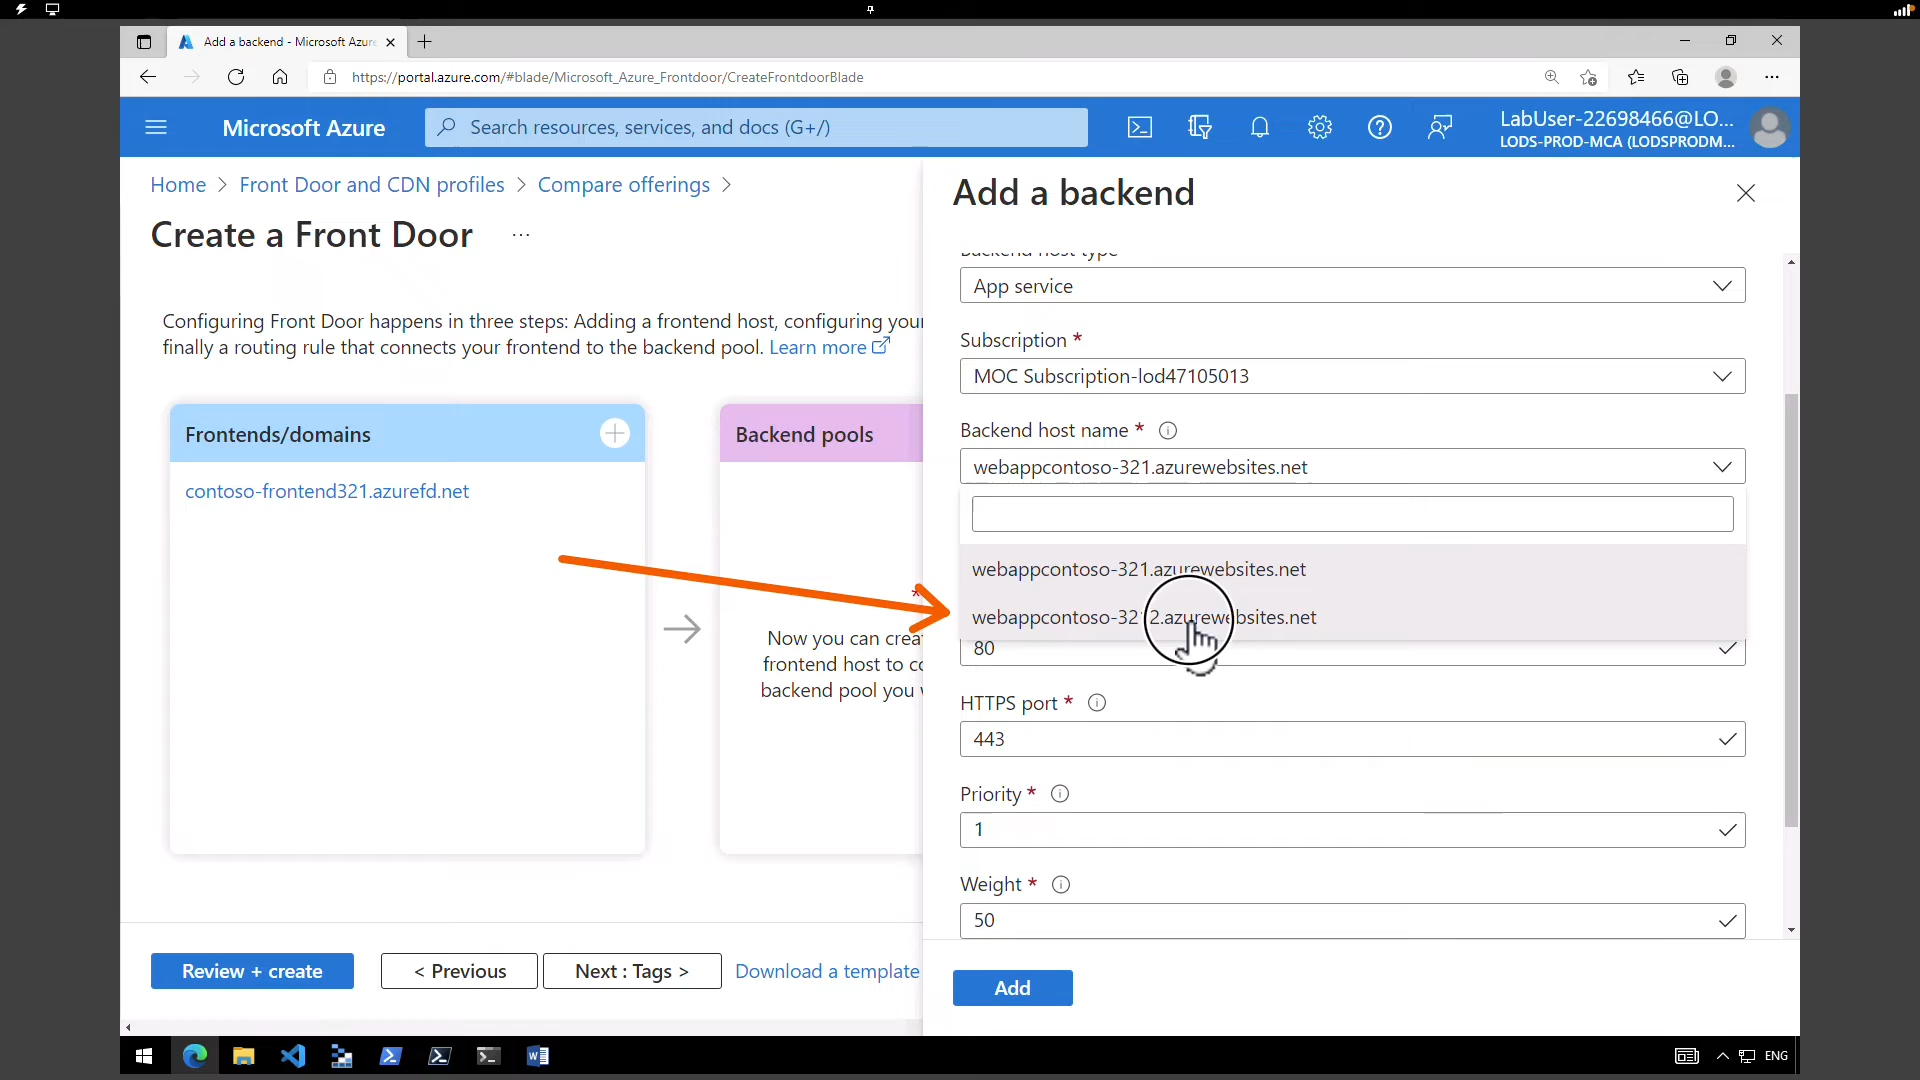 Add a backend - Microsoft Azure
https://portal.azure.com/#blade/Microsoft_Azure_Frontdoor/CreateFrontdoorBlade
Microsoft Azure
Search resources, services, and docs (G+/)
LabUser-22698466@LO...
LODS-PROD-MCA (LODSPRODM...
Home > Front Door and CDN profiles > Compare offerings >
Create a Front Door
...
Configuring Front Door happens in three steps: Adding a frontend host, configuring your
finally a routing rule that connects your frontend to the backend pool. Learn more
Frontends/domains
contoso-frontend321.azurefd.net
Backend pools
*
Now you can crea
frontend host to co
backend pool you
Review + create
< Previous
Next : Tags >
Download a template
Add a backend
Backend host type
App service
Subscription *
MOC Subscription-lod47105013
Backend host name *
webappcontoso-321.azurewebsites.net
webappcontoso-321.azurewebsites.net
webappcontoso-3212.azurewebsites.net
80
HTTPS port *
443
Priority *
1
Weight *
50
Add
ENG